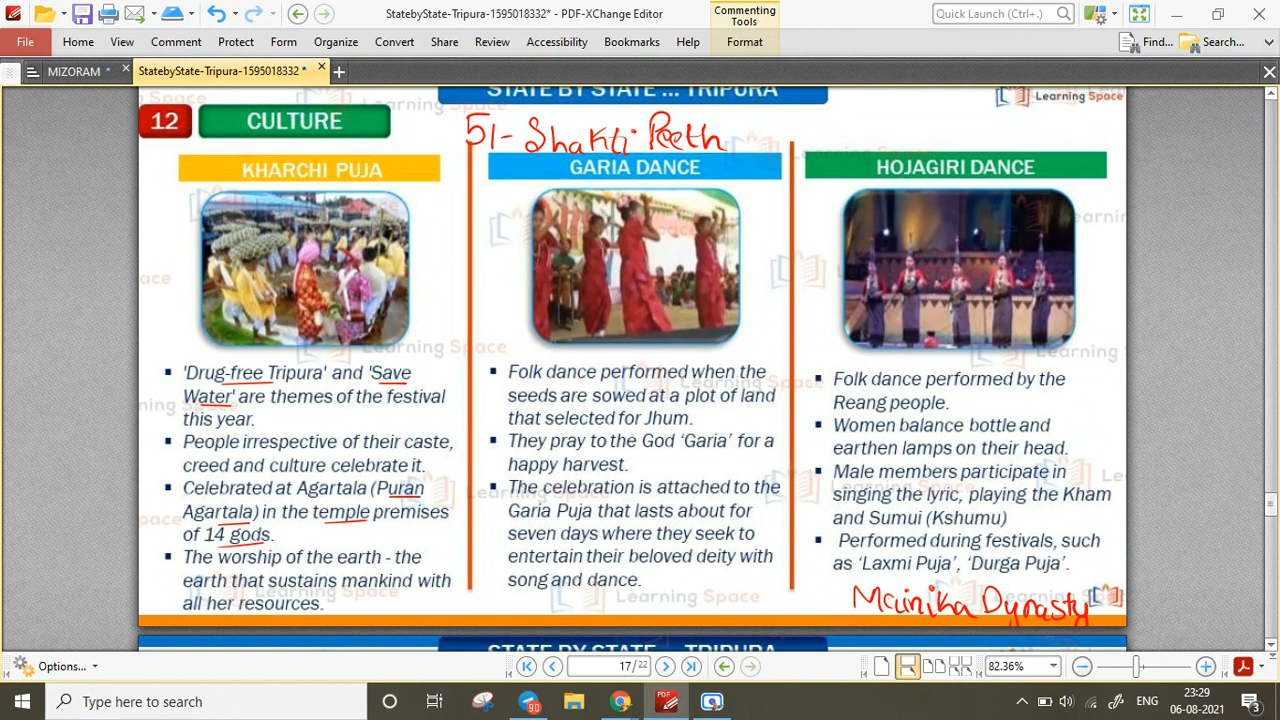 StatebyState-Tripura-1595018332* - PDF-XChange Editor
Commenting Tools
Quick Launch (Ctrl+.)
File Home View Comment Protect Form Organize Convert Share Review Accessibility Bookmarks Help Format Find... Search...
MIZORAM * StatebyState-Tripura-1595018332 *
STATE BY STATE ... TRIPURA
Learning Space
12 CULTURE
51- Shakti Peeth
KHARCHI PUJA
▪ 'Drug-free Tripura' and 'Save
Water' are themes of the festival
this year.
▪ People irrespective of their caste,
creed and culture celebrate it.
▪ Celebrated at Agartala (Puran
Agartala) in the temple premises
of 14 gods.
▪ The worship of the earth - the
earth that sustains mankind with
all her resources.
GARIA DANCE
▪ Folk dance performed when the
seeds are sowed at a plot of land
that selected for Jhum.
▪ They pray to the God 'Garia' for a
happy harvest.
▪ The celebration is attached to the
Garia Puja that lasts about for
seven days where they seek to
entertain their beloved deity with
song and dance.
HOJAGIRI DANCE
▪ Folk dance performed by the
Reang people.
▪ Women balance bottle and
earthen lamps on their head.
▪ Male members participate in
singing the lyric, playing the Kham
and Sumui (Kshumu)
▪ Performed during festivals, such
as 'Laxmi Puja', 'Durga Puja'.
Mainika Dynasty
STATE BY STATE ... TRIPURA
Options... 17 / 22 82.36%
Type here to search
90
ENG
23:29
06-08-2021
3